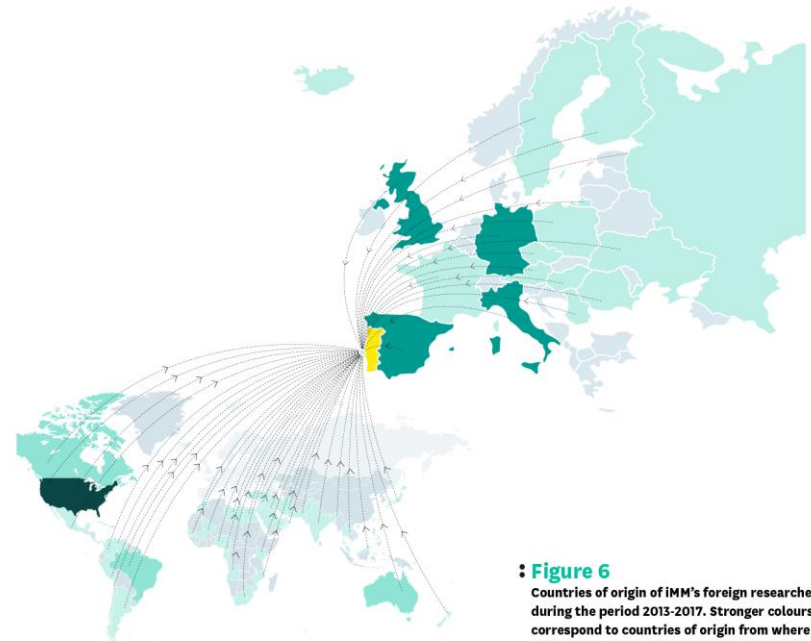 : Figure 6
Countries of origin of iMM's foreign researche
during the period 2013-2017. Stronger colours
correspond to countries of origin from where